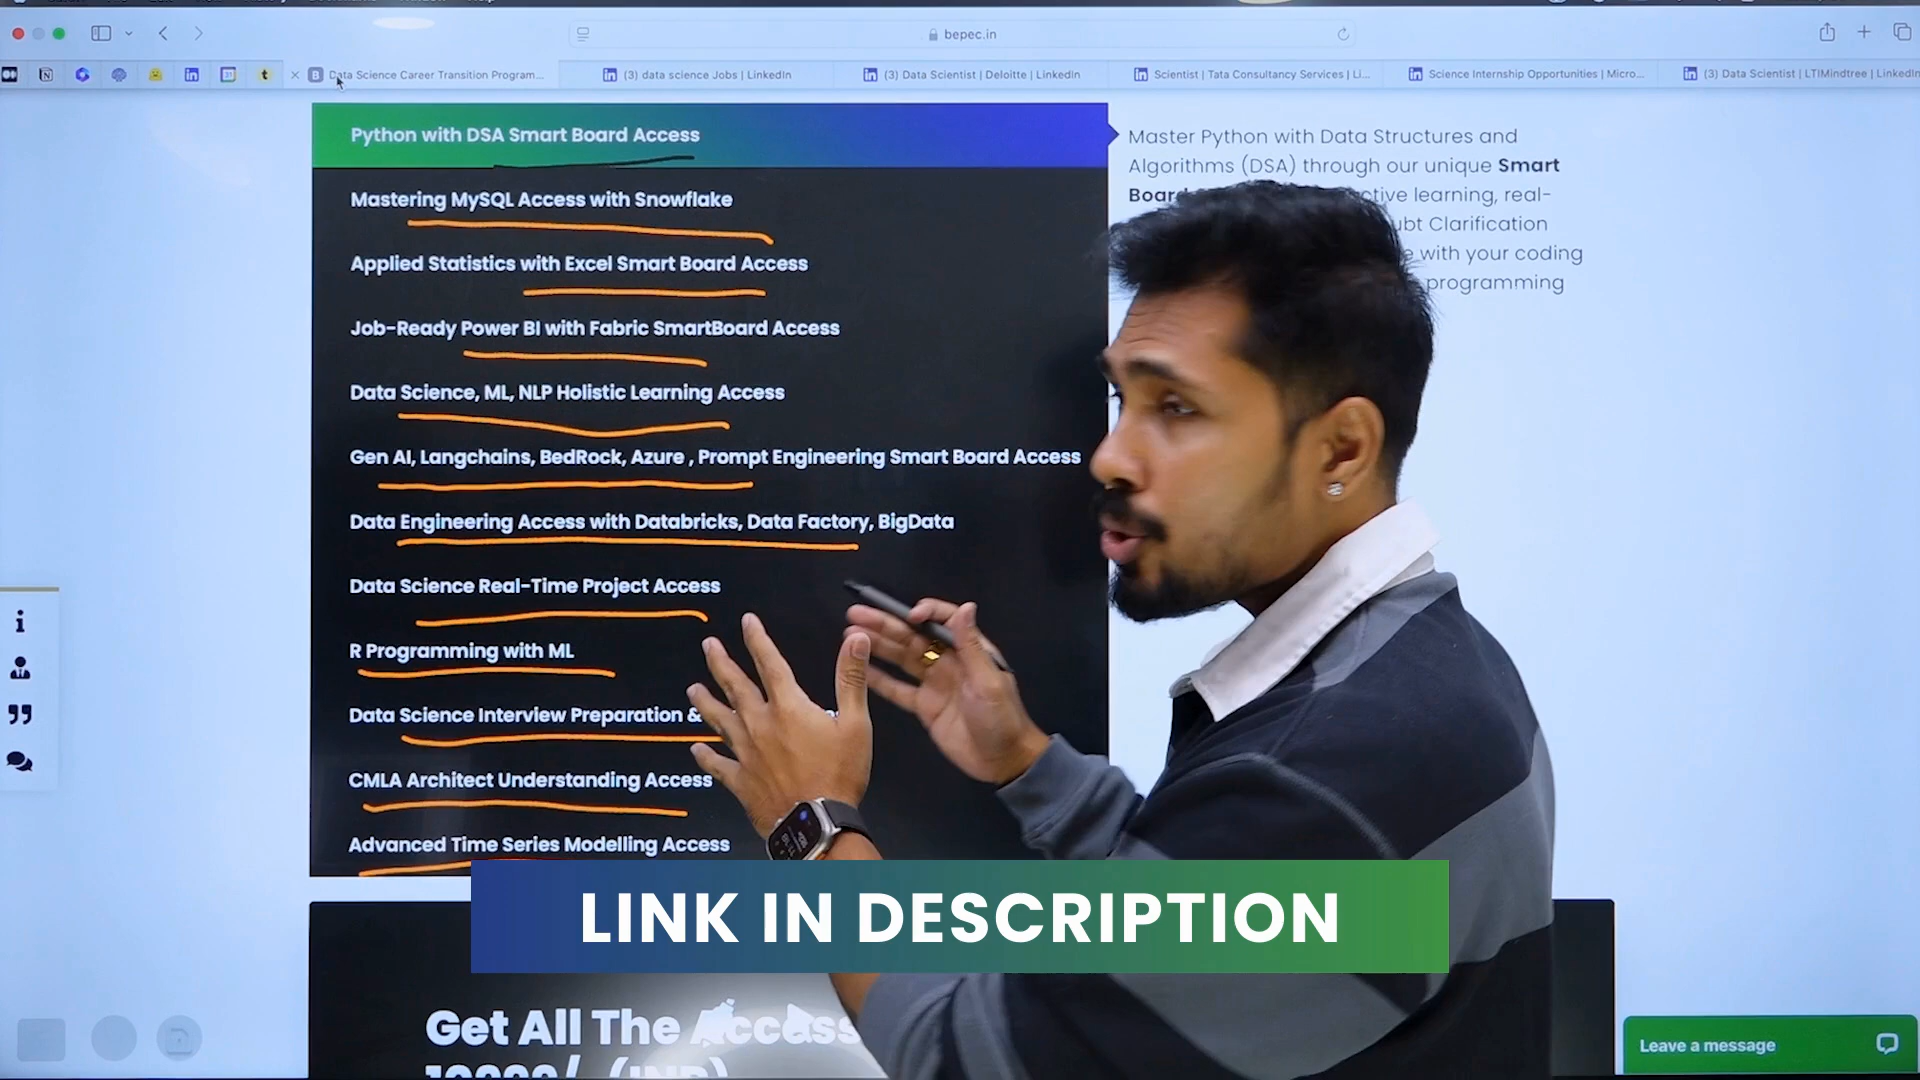 bepec.in
Data Science Career Transition Program...
(3) data science Jobs | LinkedIn
(3) Data Scientist | Deloitte | LinkedIn
Scientist | Tata Consultancy Services | Li...
Science Internship Opportunities | Micro...
(3) Data Scientist | LTIMindtree | LinkedIn
Python with DSA Smart Board Access
Mastering MySQL Access with Snowflake
Applied Statistics with Excel Smart Board Access
Job-Ready Power BI with Fabric SmartBoard Access
Data Science, ML, NLP Holistic Learning Access
Gen AI, Langchains, BedRock, Azure , Prompt Engineering Smart Board Access
Data Engineering Access with Databricks, Data Factory, BigData
Data Science Real-Time Project Access
R Programming with ML
Data Science Interview Preparation &
CMLA Architect Understanding Access
Advanced Time Series Modelling Access
Master Python with Data Structures and
Algorithms (DSA) through our unique Smart
real-
Clarification
with your coding
programming
LINK IN DESCRIPTION
Get All The Access
(INR)
Leave a message